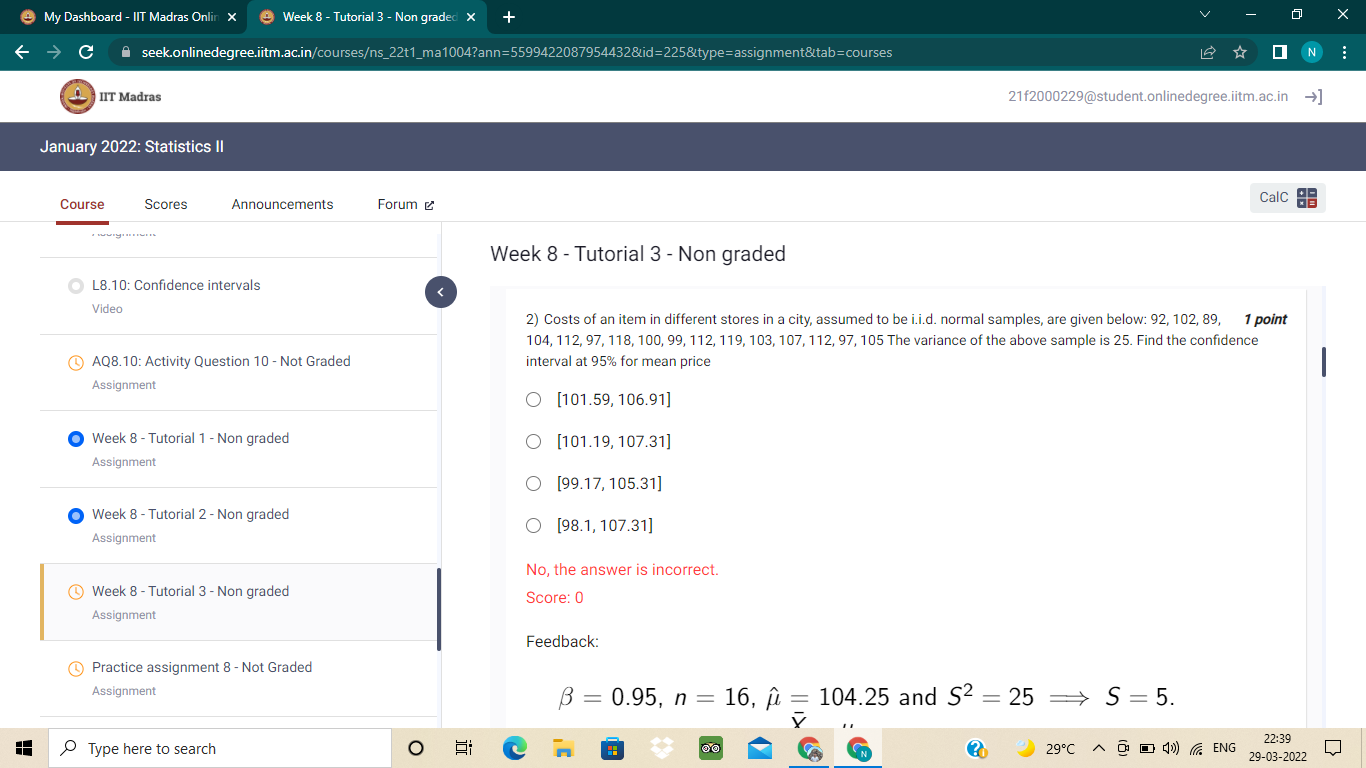 My Dashboard - IIT Madras Onlin
Week 8 - Tutorial 3 - Non graded
seek.onlinedegree.iitm.ac.in/courses/ns_22t1_ma1004?ann=5599422087954432&id=225&type=assignment&tab=courses
N
IIT Madras
21f2000229@student.onlinedegree.iitm.ac.in
January 2022: Statistics II
Course
Scores
Announcements
Forum
CalC
L8.10: Confidence intervals
Video
AQ8.10: Activity Question 10 - Not Graded
Assignment
Week 8 - Tutorial 1 - Non graded
Assignment
Week 8 - Tutorial 2 - Non graded
Assignment
Week 8 - Tutorial 3 - Non graded
Assignment
Practice assignment 8 - Not Graded
Assignment
Week 8 - Tutorial 3 - Non graded
2) Costs of an item in different stores in a city, assumed to be i.i.d. normal samples, are given below: 92, 102, 89, 1 point
104, 112, 97, 118, 100, 99, 112, 119, 103, 107, 112, 97, 105 The variance of the above sample is 25. Find the confidence
interval at 95% for mean price
[101.59, 106.91]
[101.19, 107.31]
[99.17, 105.31]
[98.1, 107.31]
No, the answer is incorrect.
Score: 0
Feedback:
β = 0.95, n = 16, μ̂ = 104.25 and S² = 25 ⟹ S = 5.
Type here to search
29°C
ENG
22:39
29-03-2022